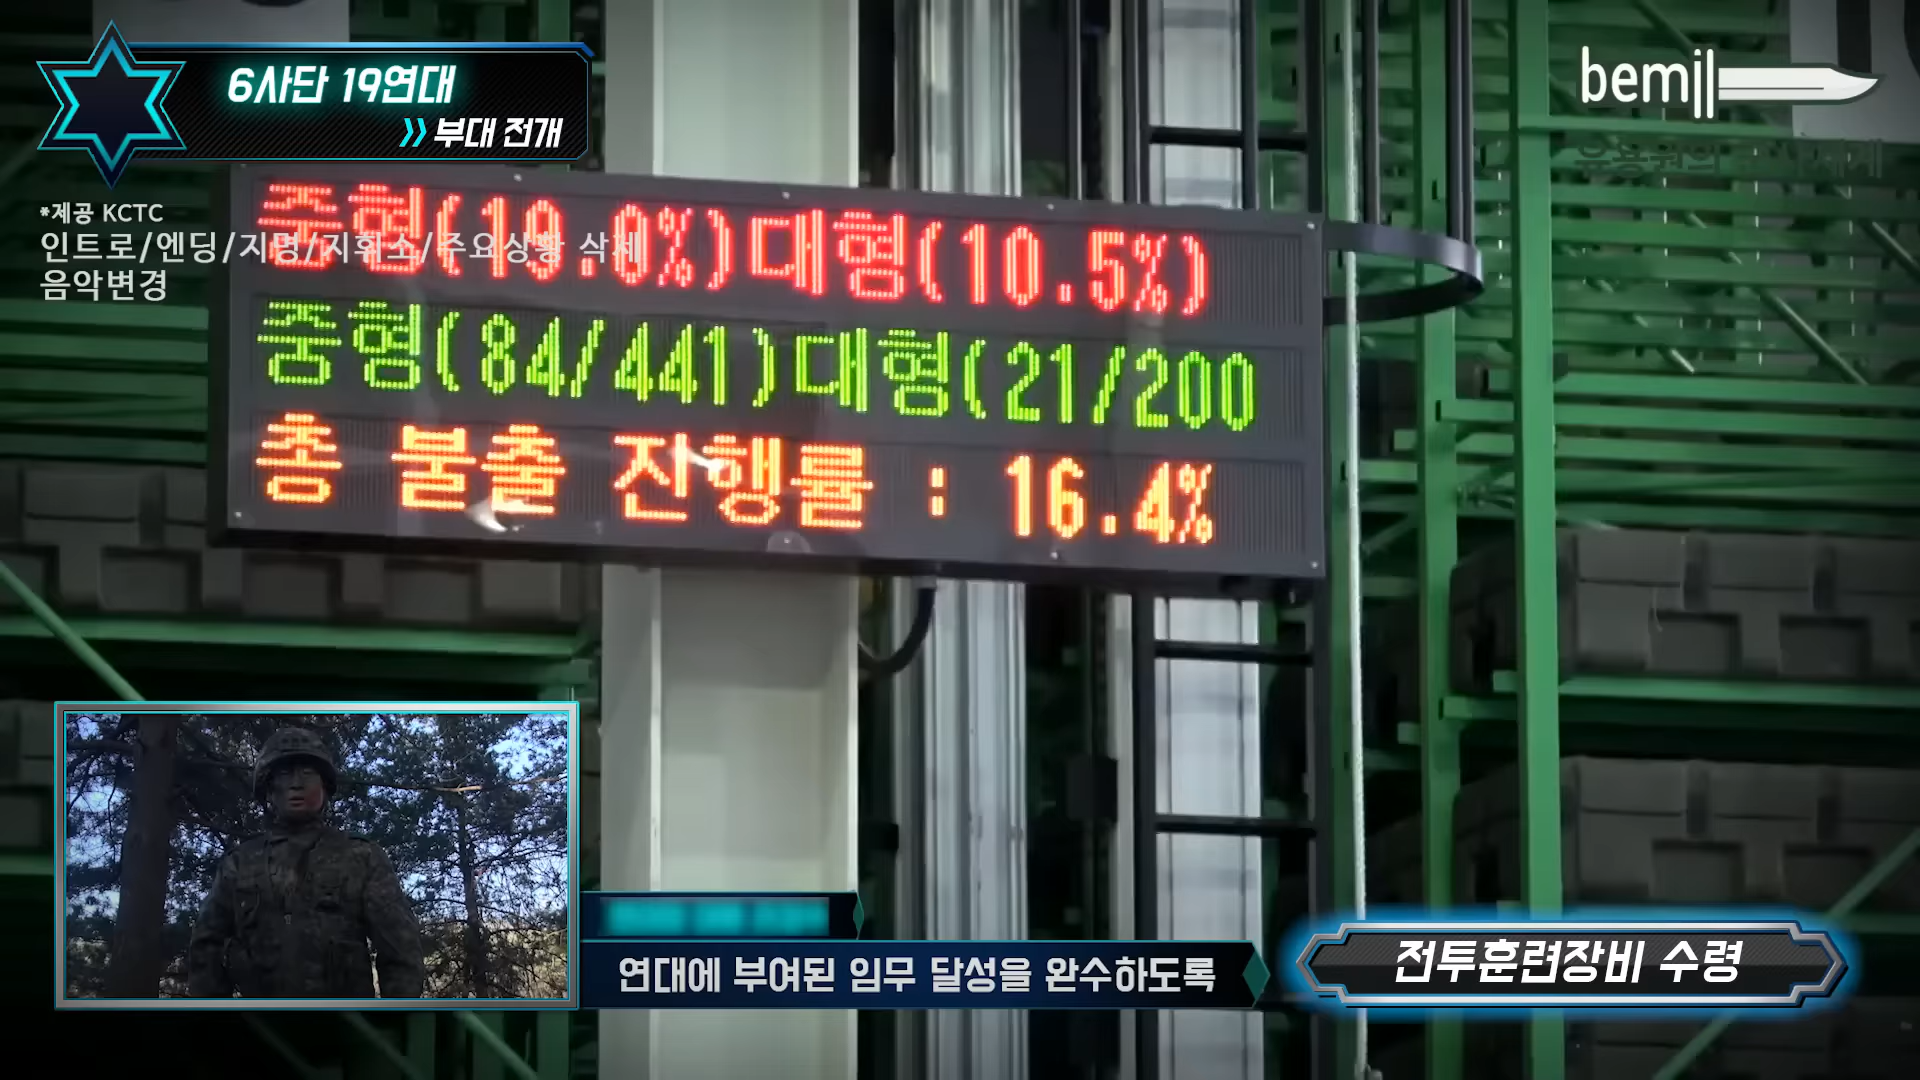 6사단 19연대
부대 전개
bemil
유용원의
*제공 KCTC
인트로/엔딩/지명/지휘소/주요상황 삭제
음악변경
중형(19.0%)대형(10.5%)
중형(84/441)대형(21/200
총 불출 진행률 : 16.4%
연대에 부여된 임무 달성을 완수하도록
전투훈련장비 수령